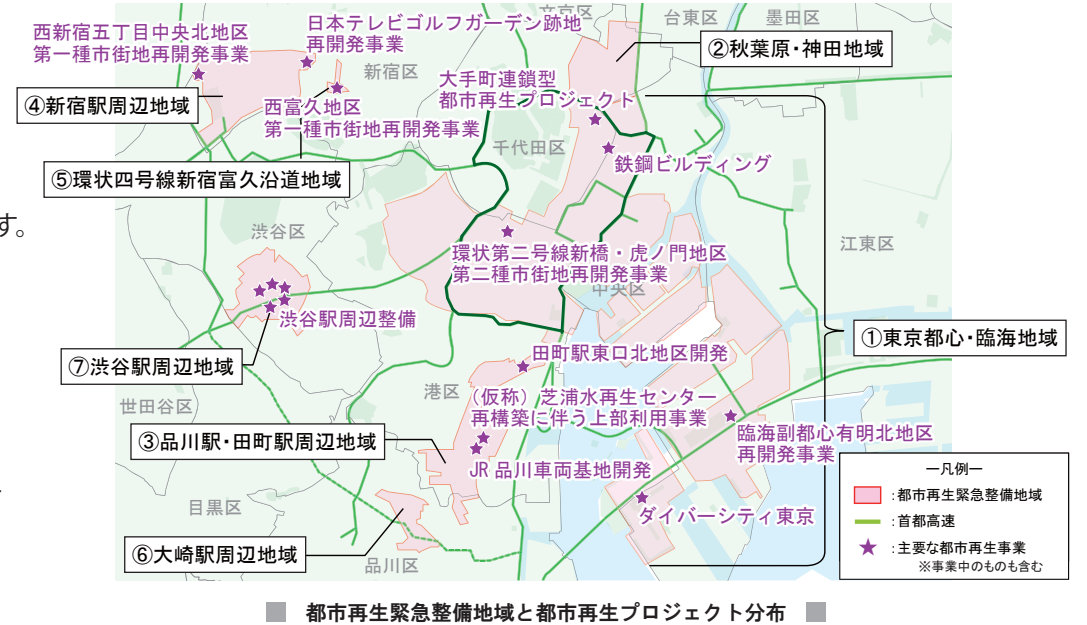 西新宿五丁目中央北地区
第一種市街地再開発事業
日本テレビゴルフガーデン跡地
再開発事業
文京区
台東区
墨田区
②秋葉原・神田地域
新宿区
大手町連鎖型
都市再生プロジェクト
④新宿駅周辺地域
西富久地区
第一種市街地再開発事業
千代田区
鉄鋼ビルディング
⑤環状四号線新宿富久沿道地域
す。
渋谷区
江東区
環状第二号線新橋・虎ノ門地区
第二種市街地再開発事業
中央区
渋谷駅周辺整備
①東京都心・臨海地域
⑦渋谷駅周辺地域
田町駅東口北地区開発
港区
(仮称)芝浦水再生センター
再構築に伴う上部利用事業
世田谷区
③品川駅・田町駅周辺地域
臨海副都心有明北地区
再開発事業
JR品川車両基地開発
目黒区
ダイバーシティ東京
⑥大崎駅周辺地域
品川区
―凡例―
:都市再生緊急整備地域
:首都高速
:主要な都市再生事業
※事業中のものも含む
都市再生緊急整備地域と都市再生プロジェクト分布